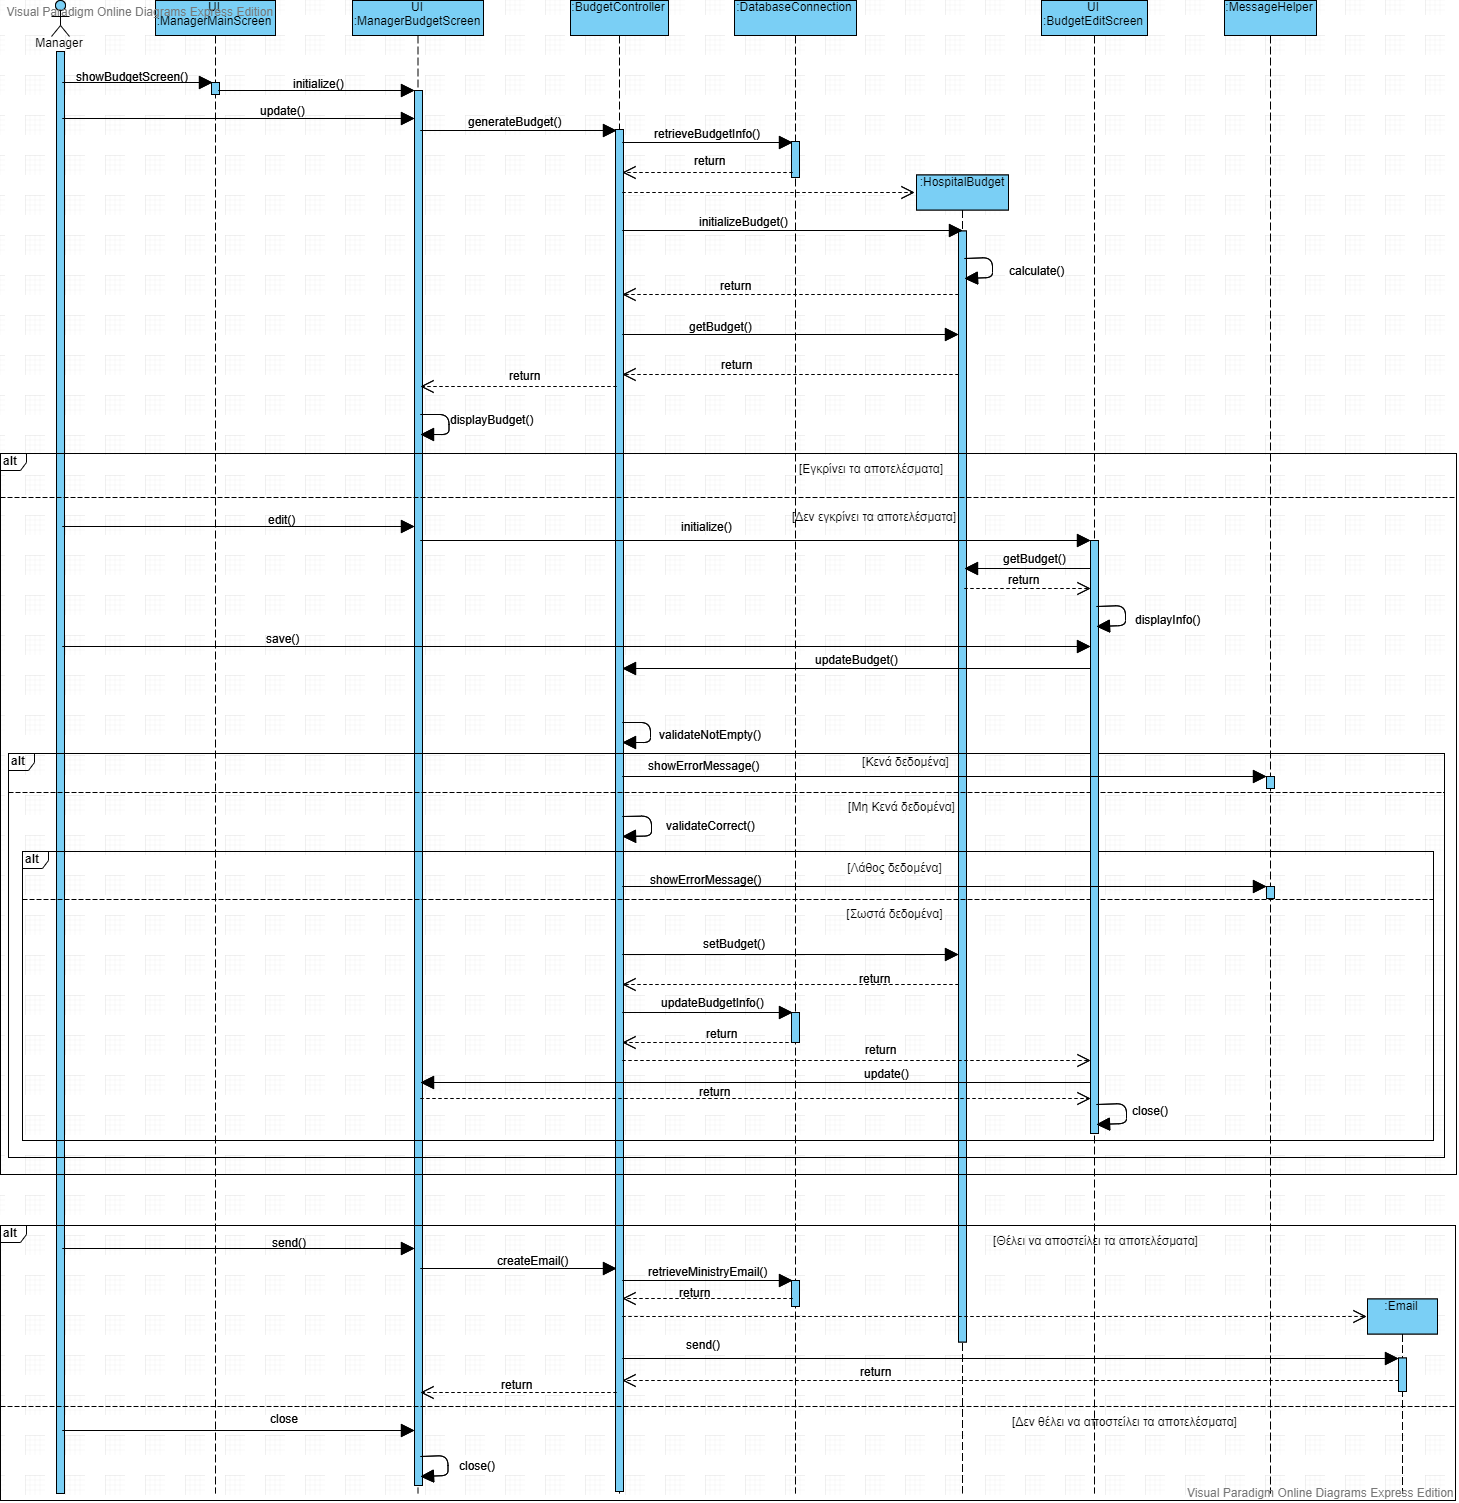 Visual Paradigm Online Diagrams Express Edition
Manager
UI
:ManagerMainScreen
UI
:ManagerBudgetScreen
:BudgetController
:DatabaseConnection
UI
:BudgetEditScreen
:MessageHelper
showBudgetScreen()
initialize()
update()
generateBudget()
retrieveBudgetInfo()
return
:HospitalBudget
initializeBudget()
calculate()
return
getBudget()
return
return
displayBudget()
alt
[Εγκρίνει τα αποτελέσματα]
[Δεν εγκρίνει τα αποτελέσματα]
edit()
initialize()
getBudget()
return
displayInfo()
save()
updateBudget()
validateNotEmpty()
alt
[Κενά δεδομένα]
showErrorMessage()
[Μη Κενά δεδομένα]
validateCorrect()
alt
[Λάθος δεδομένα]
showErrorMessage()
[Σωστά δεδομένα]
setBudget()
return
updateBudgetInfo()
return
return
update()
return
close()
alt
[Θέλει να αποστείλει τα αποτελέσματα]
send()
createEmail()
retrieveMinistryEmail()
return
:Email
send()
return
return
[Δεν θέλει να αποστείλει τα αποτελέσματα]
close
close()
Visual Paradigm Online Diagrams Express Edition